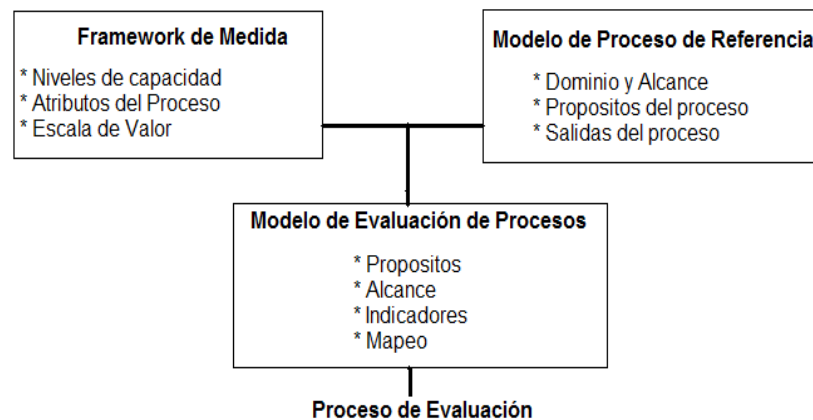 Framework de Medida
* Niveles de capacidad
* Atributos del Proceso
* Escala de Valor
Modelo de Proceso de Referencia
* Dominio y Alcance
* Propositos del proceso
* Salidas del proceso
Modelo de Evaluación de Procesos
* Propositos
* Alcance
* Indicadores
* Mapeo
Proceso de Evaluación